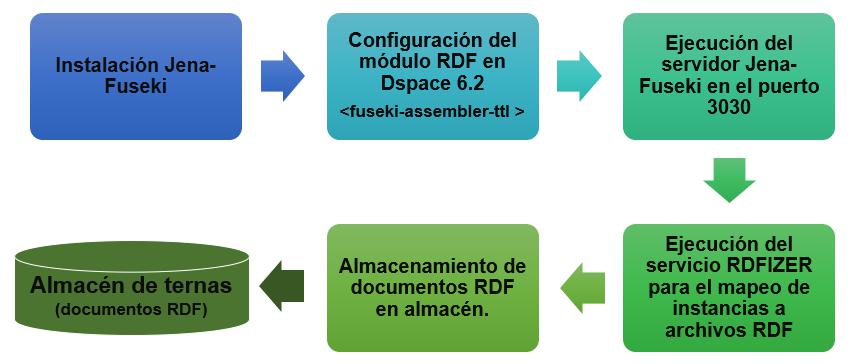 Instalación Jena-
Fuseki
Configuración del
módulo RDF en
Dspace 6.2
<fuseki-assembler-ttl >
Ejecución del
servidor Jena-
Fuseki en el puerto
3030
Ejecución del
servicio RDFIZER
para el mapeo de
instancias a
archivos RDF
Almacenamiento de
documentos RDF
en almacén.
Almacén de ternas
(documentos RDF)